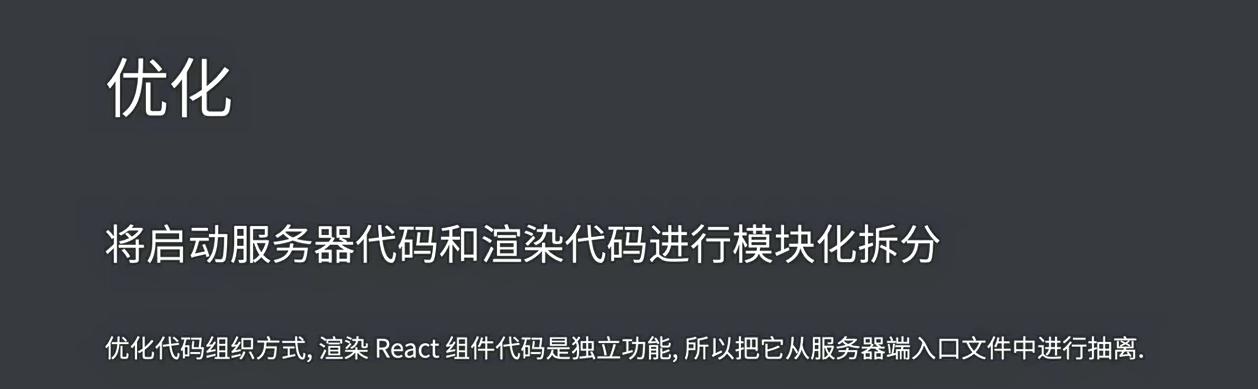 优化
将启动服务器代码和渲染代码进行模块化拆分
优化代码组织方式, 渲染 React 组件代码是独立功能, 所以把它从服务器端入口文件中进行抽离.